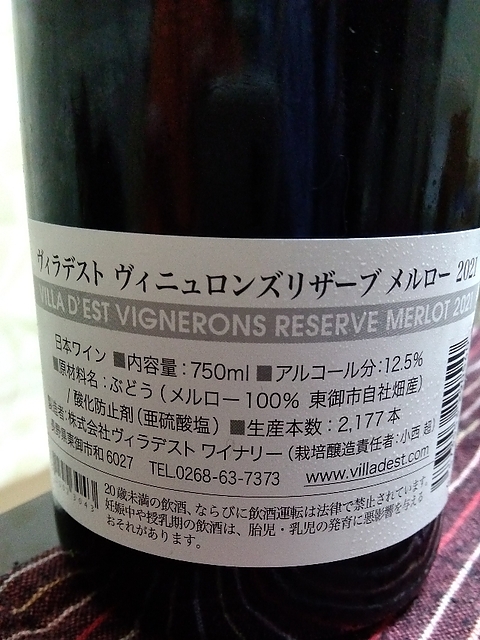 ヴィラデスト ヴィニュロンズリザーブ メルロー 2021
VILLA D'EST VIGNERONS RESERVE MERLOT 2021
日本ワイン ■内容量：750ml ■アルコール分：12.5%
■原材料名：ぶどう（メルロー100% 東御市自社畑産）
/ 酸化防止剤（亜硫酸塩） ■生産本数：2,177本
製造者：株式会社ヴィラデスト ワイナリー（栽培醸造責任者：小西 超）
長野県東御市和6027 TEL.0268-63-7373 www.villadest.com
20歳未満の飲酒、ならびに飲酒運転は法律で禁止されています。
妊娠中や授乳期の飲酒は、胎児・乳児の発育に悪影響を与える
おそれがあります。